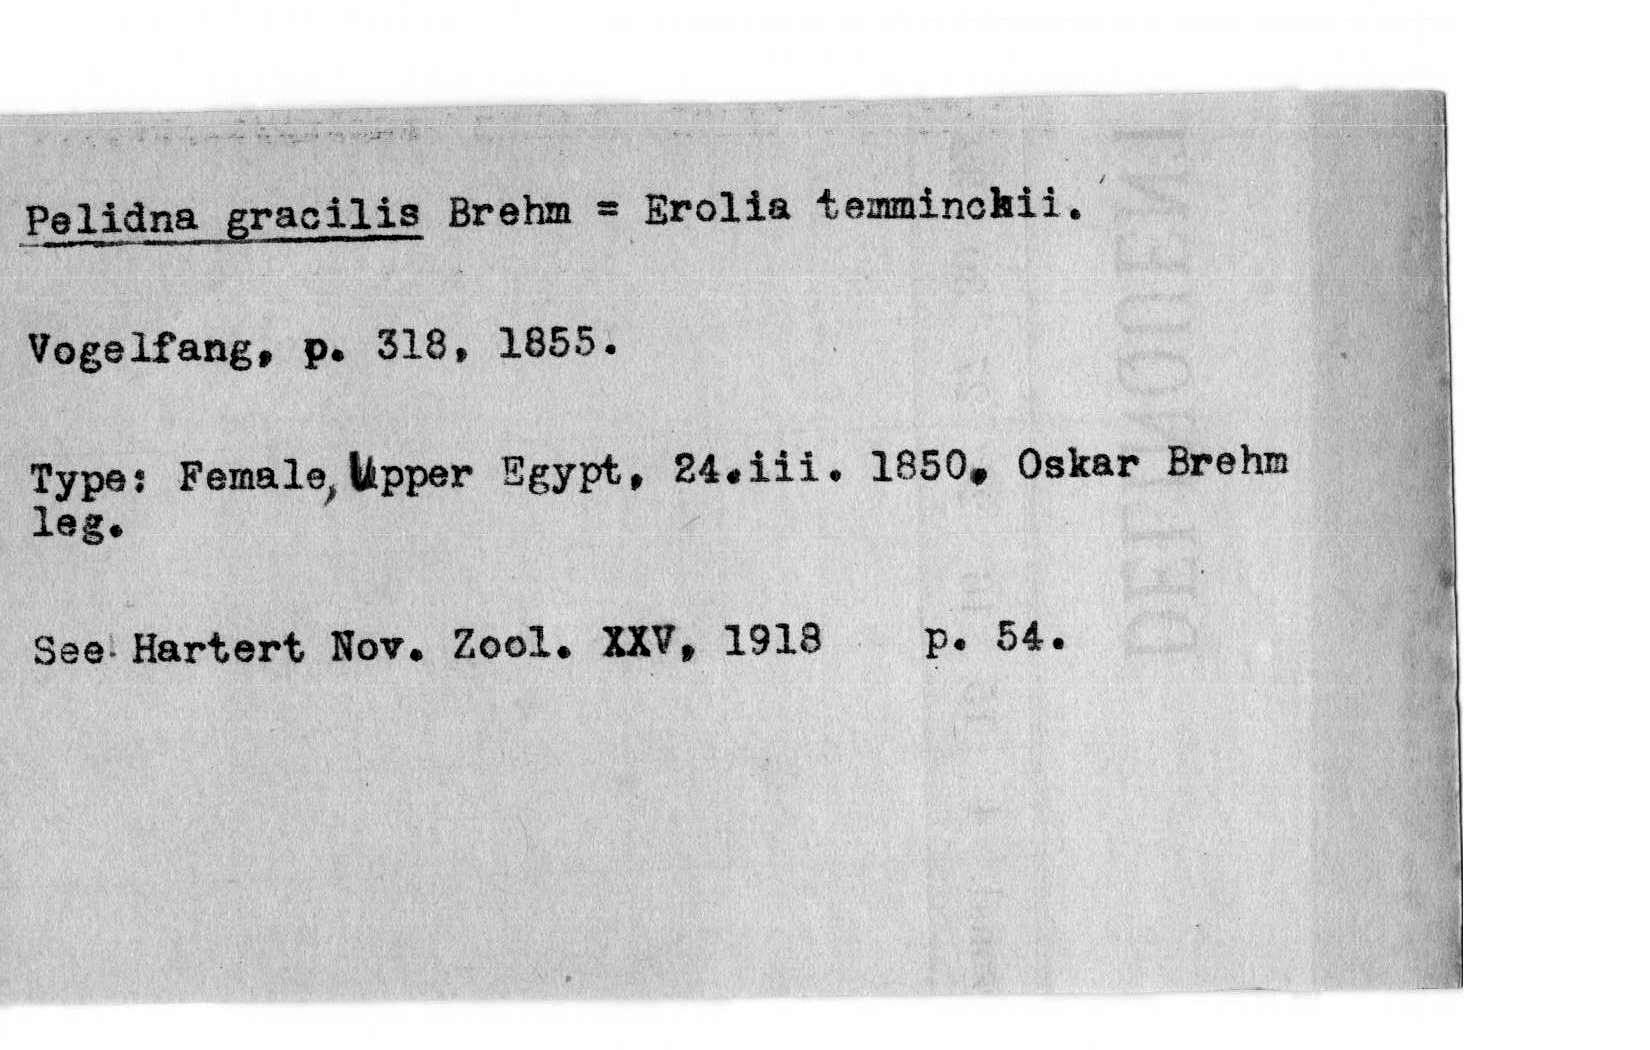 Pelidna gracilis Brehm = Erolia temminckii.
Vogelfang, p. 318, 1855.
Type: Female, Upper Egypt, 24.iii. 1850, Oskar Brehm
leg.
See Hartert Nov. Zool. XXV, 1918 p. 54.